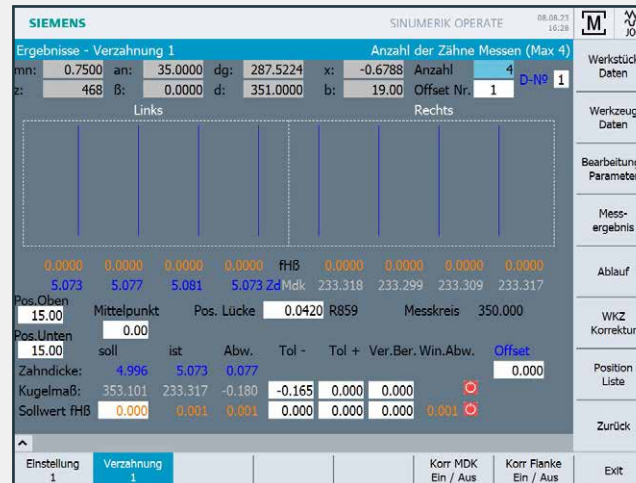 SIEMENS SINUMERIK OPERATE 08.08.23 16:28
M JO
Ergebnisse - Verzahnung 1 Anzahl der Zähne Messen (Max 4)
mn: 0.7500 an: 35.0000 dg: 287.5224 x: -0.6788 Anzahl 4 D-Nº 1
z: 468 ß: 0.0000 d: 351.0000 b: 19.00 Offset Nr. 1
Links Rechts
0.0000 0.0000 0.0000 0.0000 fHß 0.0000 0.0000 0.0000 0.0000
5.073 5.077 5.081 5.073 Zd Mdk 233.318 233.299 233.309 233.317
Pos.Oben
15.00 Mittelpunkt Pos. Lücke 0.0420 R859 Messkreis 350.000
Pos.Unten 0.00
15.00 soll ist Abw. Tol - Tol + Ver.Ber. Win.Abw. Offset
Zahndicke: 4.996 5.073 0.077 0.000
Kugelmaß: 353.101 233.317 -0.180 -0.165 0.000 0.000
Sollwert fHß 0.000 0.001 0.001 0.000 0.000 0.000 0.001
Einstellung 1
Verzahnung 1
Korr MDK Ein / Aus
Korr Flanke Ein / Aus
Werkstück Daten
Werkzeug Daten
Bearbeitung Parameter
Mess-
ergebnis
Ablauf
WKZ Korrektur
Position Liste
Zurück
Exit